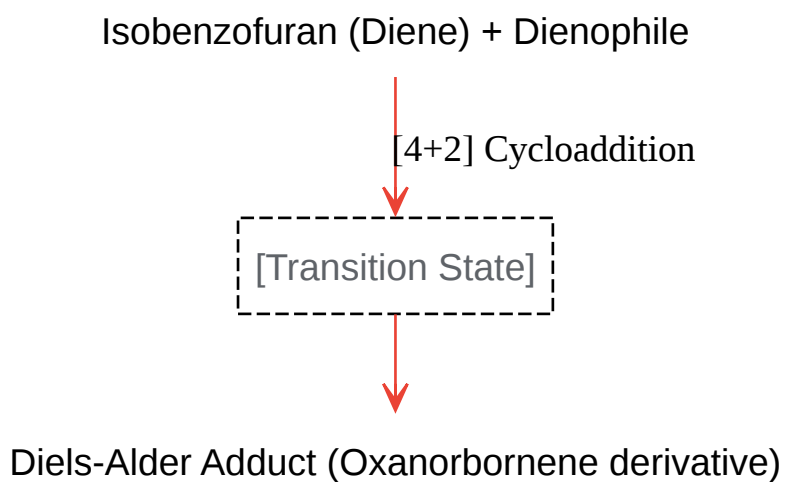 Isobenzofuran (Diene) + Dienophile
[4+2] Cycloaddition
[Transition State]
Diels-Alder Adduct (Oxanorbornene derivative)